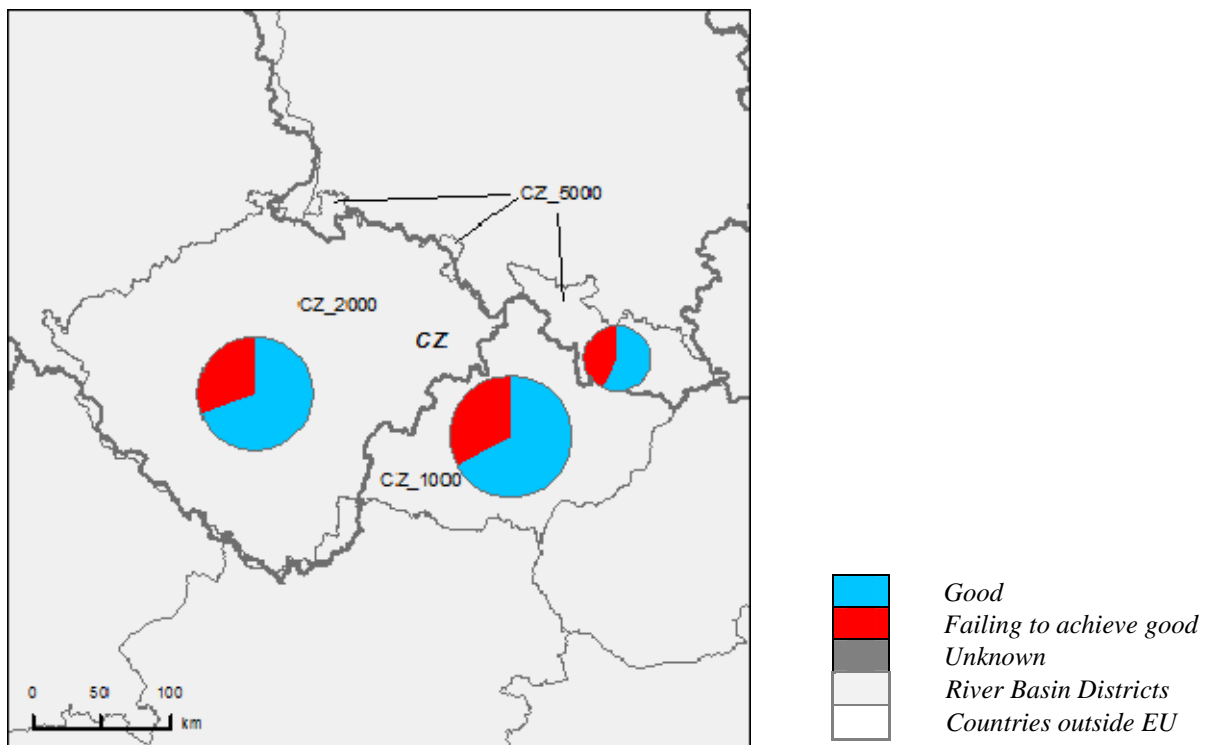 CZ_5000
CZ_2000
CZ
CZ_1000
0 50 100
km
Good
Failing to achieve good
Unknown
River Basin Districts
Countries outside EU